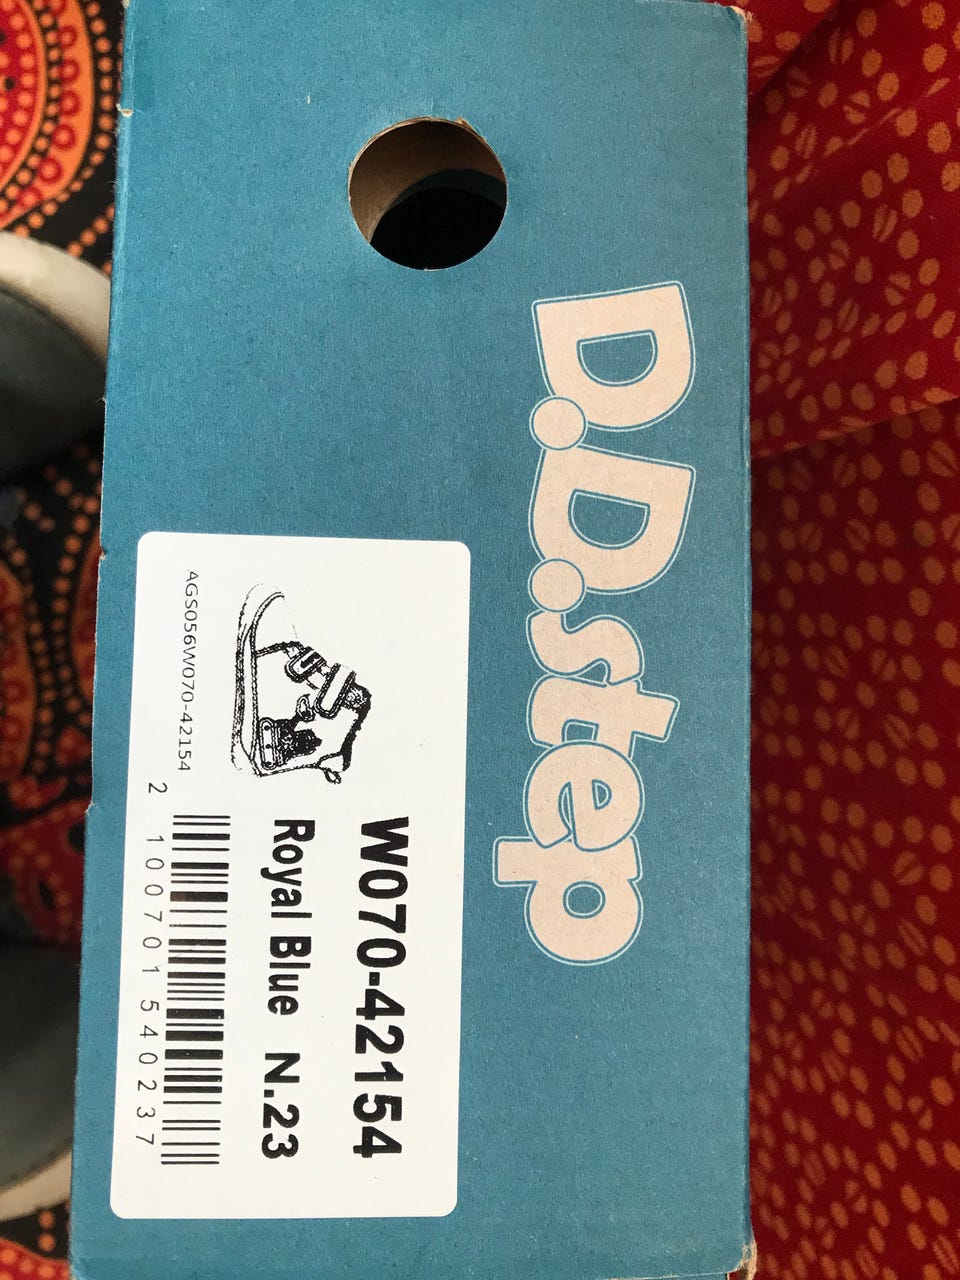 D.D.step
W070-42154
Royal Blue N.23
AGS056W070-42154
2 100701 540237